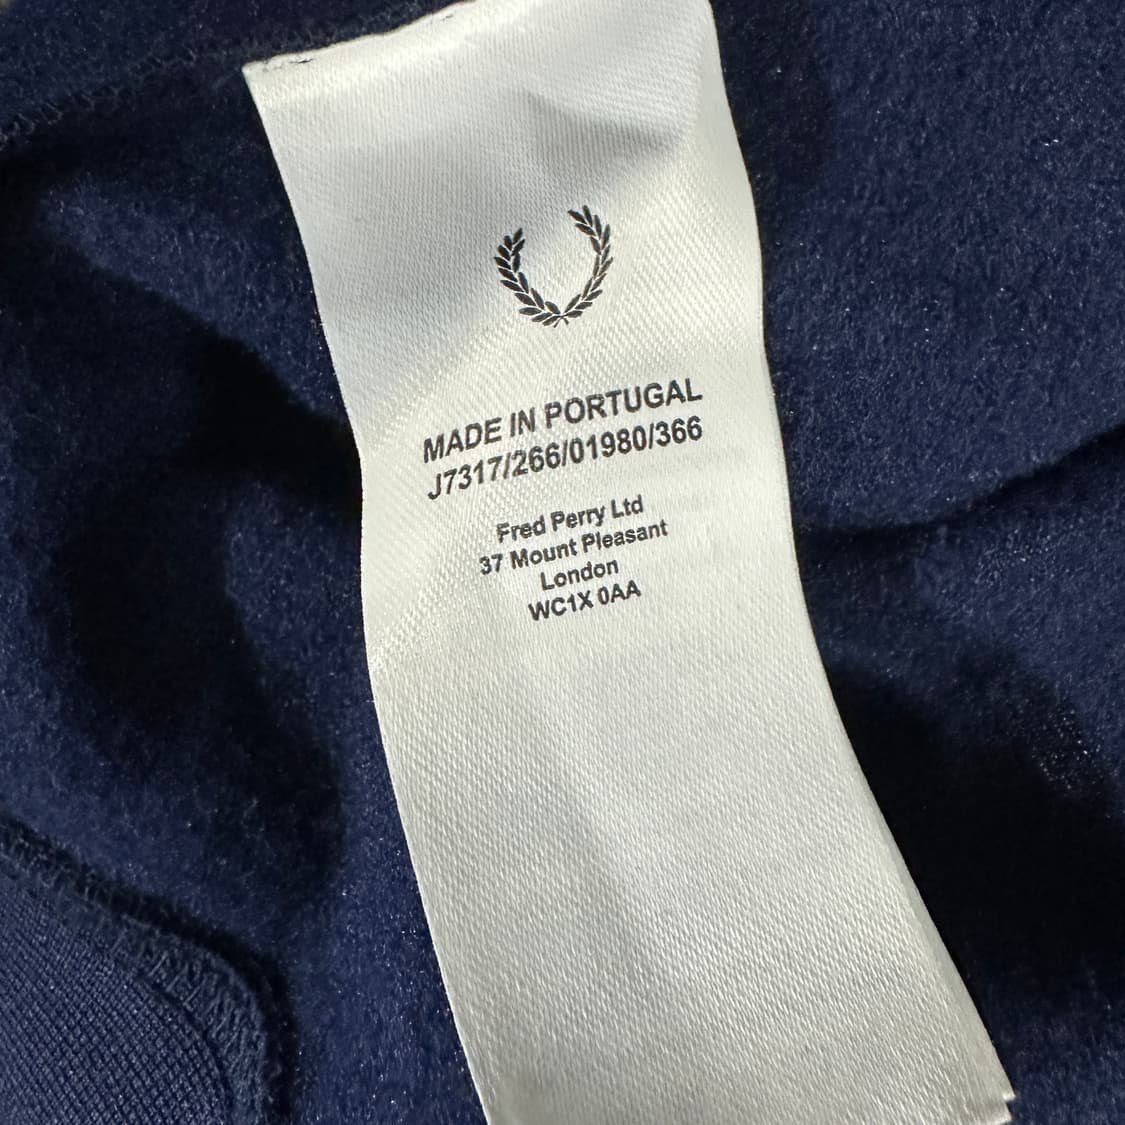 MADE IN PORTUGAL
J7317/266/01980/366
Fred Perry Ltd
37 Mount Pleasant
London
WC1X 0AA